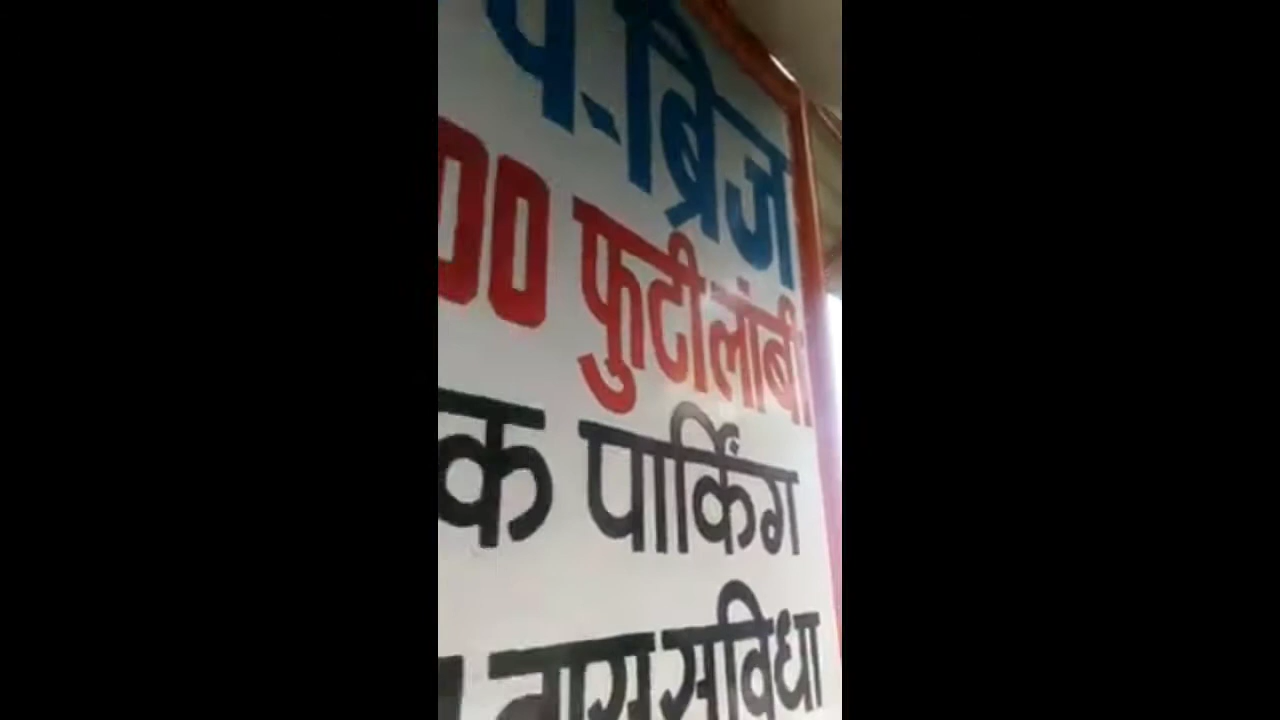 प-ब्रिज
00 फुटी लांबी
क पार्किंग
सुविधा